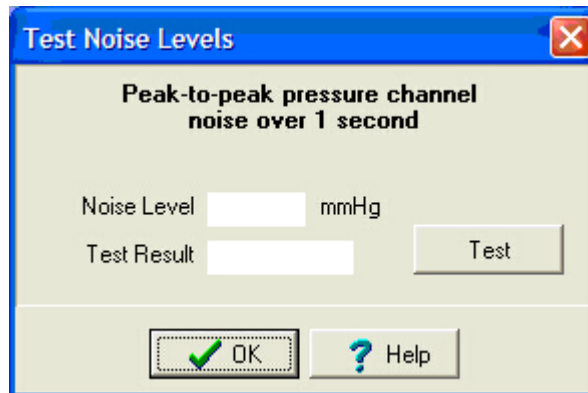 Test Noise Levels
Peak-to-peak pressure channel
noise over 1 second
Noise Level mmHg
Test Result
Test
OK
? Help